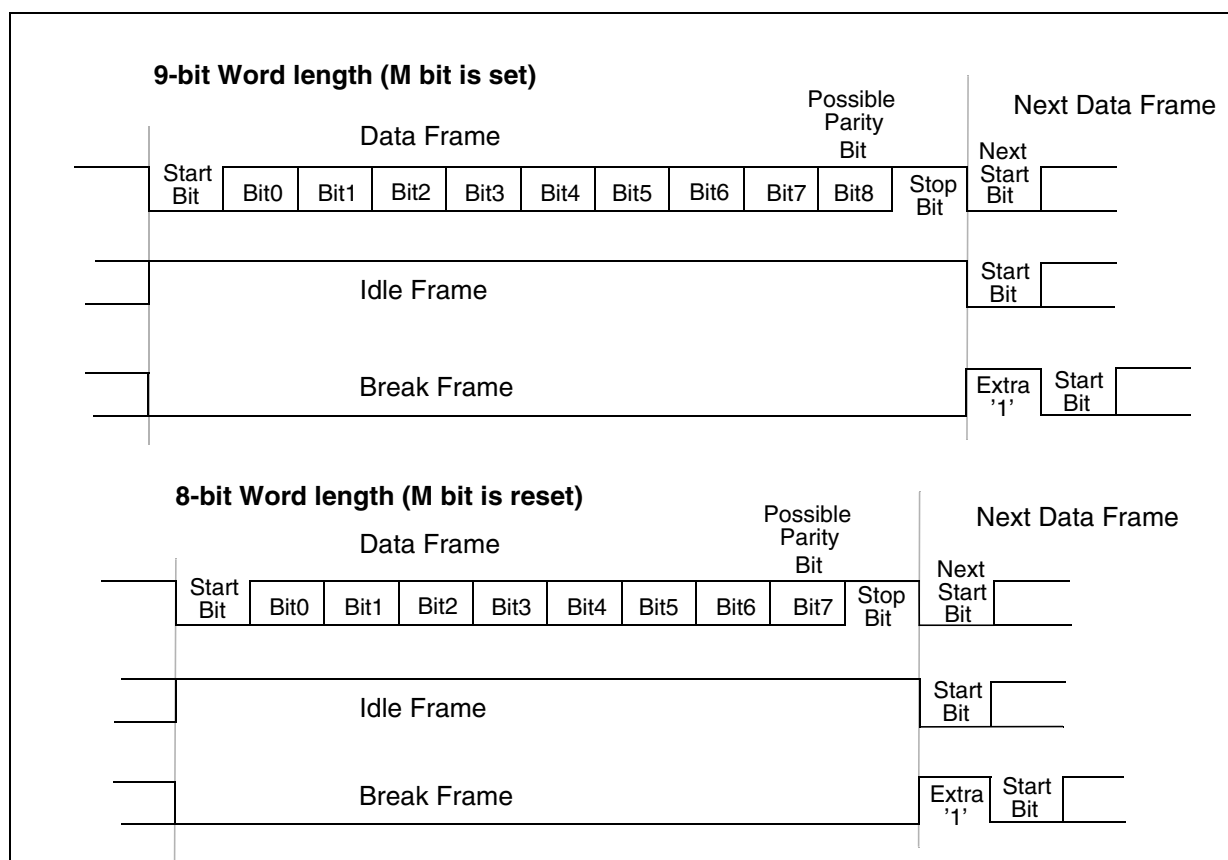 9-bit Word length (M bit is set)
Possible
Parity
Bit
Next Data Frame
Data Frame
Next
Start
Bit
Start
Bit
Bit0 Bit1 Bit2 Bit3 Bit4 Bit5 Bit6 Bit7 Bit8
Stop
Bit
Idle Frame
Start
Bit
Break Frame
Extra
'1'
Start
Bit
8-bit Word length (M bit is reset)
Possible
Parity
Bit
Next Data Frame
Data Frame
Next
Start
Bit
Start
Bit
Bit0 Bit1 Bit2 Bit3 Bit4 Bit5 Bit6 Bit7
Stop
Bit
Idle Frame
Start
Bit
Break Frame
Extra
'1'
Start
Bit